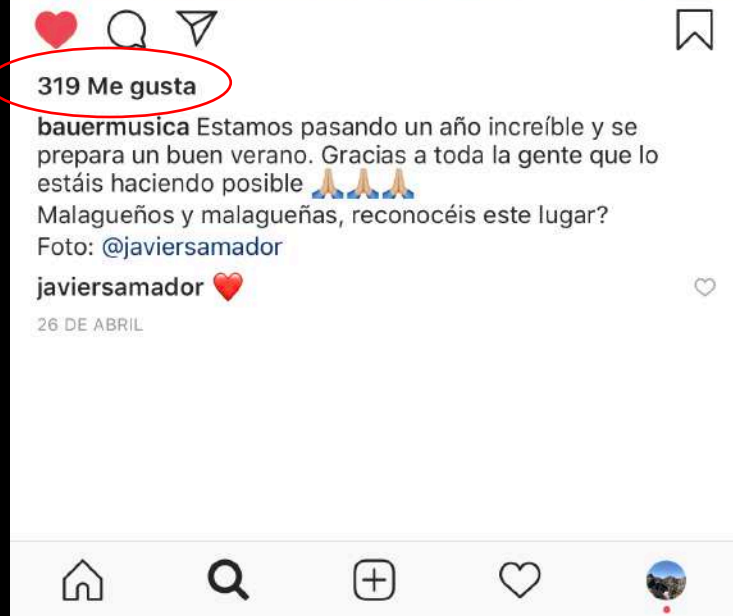 319 Me gusta
bauermusica Estamos pasando un año increíble y se
prepara un buen verano. Gracias a toda la gente que lo
estáis haciendo posible 🙏🏼🙏🏼🙏🏼
Malagueños y malagueñas, reconocéis este lugar?
Foto: @javiersamador
javiersamador ❤️
26 DE ABRIL